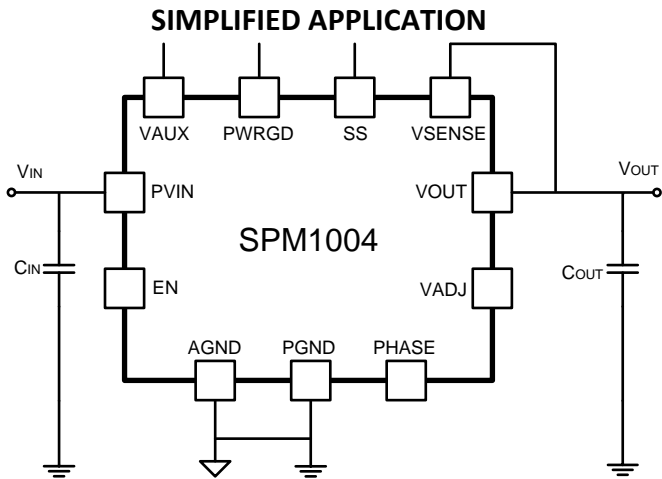 SIMPLIFIED APPLICATION
VAUX PWRGD SS VSENSE
VIN PVIN VOUT VOUT
SPM1004
CIN EN VADJ COUT
AGND PGND PHASE